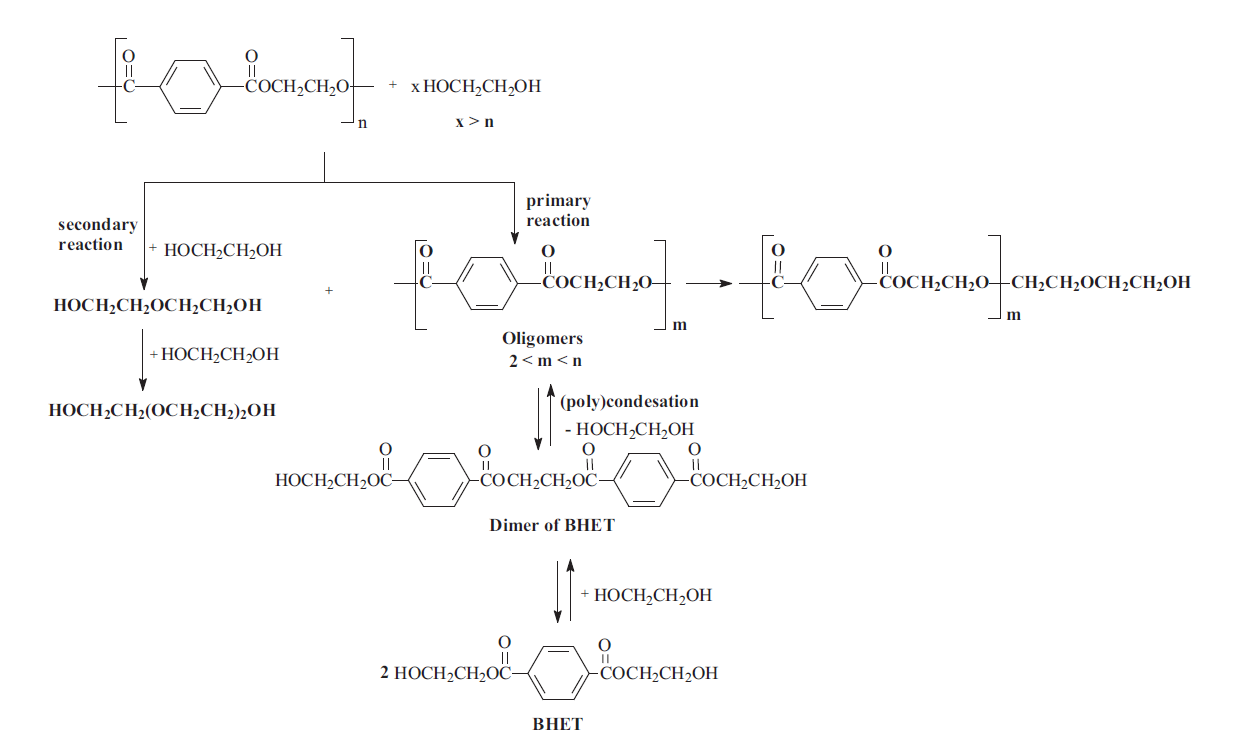 O O
C COCH2CH2O n + x HOCH2CH2OH
x > n
secondary reaction
+ HOCH2CH2OH
primary reaction
HOCH2CH2OCH2CH2OH
+
O O
C COCH2CH2O m
Oligomers
2 < m < n
O O
C COCH2CH2O m CH2CH2OCH2CH2OH
+ HOCH2CH2OH
HOCH2CH2(OCH2CH2)2OH
(poly)condesation
- HOCH2CH2OH
O O O O
HOCH2CH2OC COCH2CH2OC COCH2CH2OH
Dimer of BHET
+ HOCH2CH2OH
O O
2 HOCH2CH2OC COCH2CH2OH
BHET